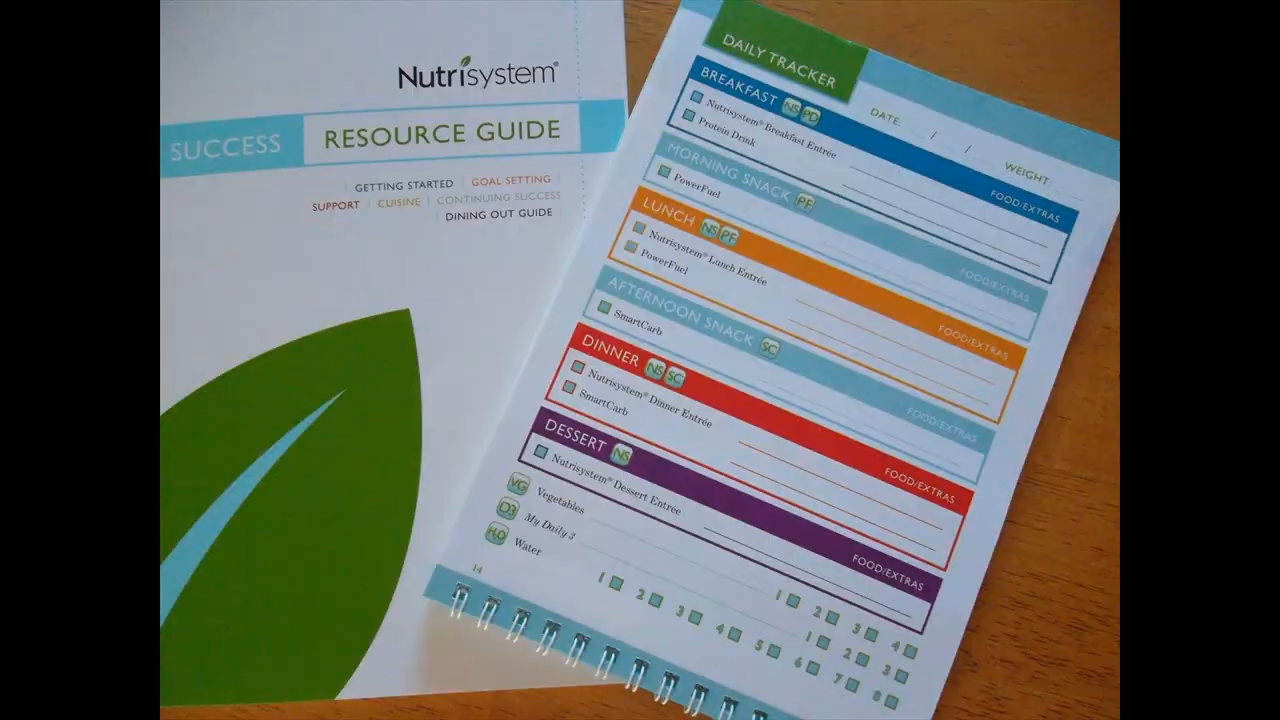 Nutrisystem®
SUCCESS RESOURCE GUIDE
GETTING STARTED | GOAL SETTING
SUPPORT | CUISINE | CONTINUING SUCCESS
DINING OUT GUIDE
DAILY TRACKER
DATE: / /
WEIGHT:
BREAKFAST NS PD
FOOD/EXTRAS
Nutrisystem® Breakfast Entrée
Protein Drink
MORNING SNACK PF
FOOD/EXTRAS
PowerFuel
LUNCH NS PF
FOOD/EXTRAS
Nutrisystem® Lunch Entrée
PowerFuel
AFTERNOON SNACK SC
FOOD/EXTRAS
SmartCarb
DINNER NS SC
FOOD/EXTRAS
Nutrisystem® Dinner Entrée
SmartCarb
DESSERT NS
FOOD/EXTRAS
Nutrisystem® Dessert Entrée
VG Vegetables 1 2 3 4
D3 My Daily 3 1 2 3
H2O Water 1 2 3 4 5 6 7 8
14